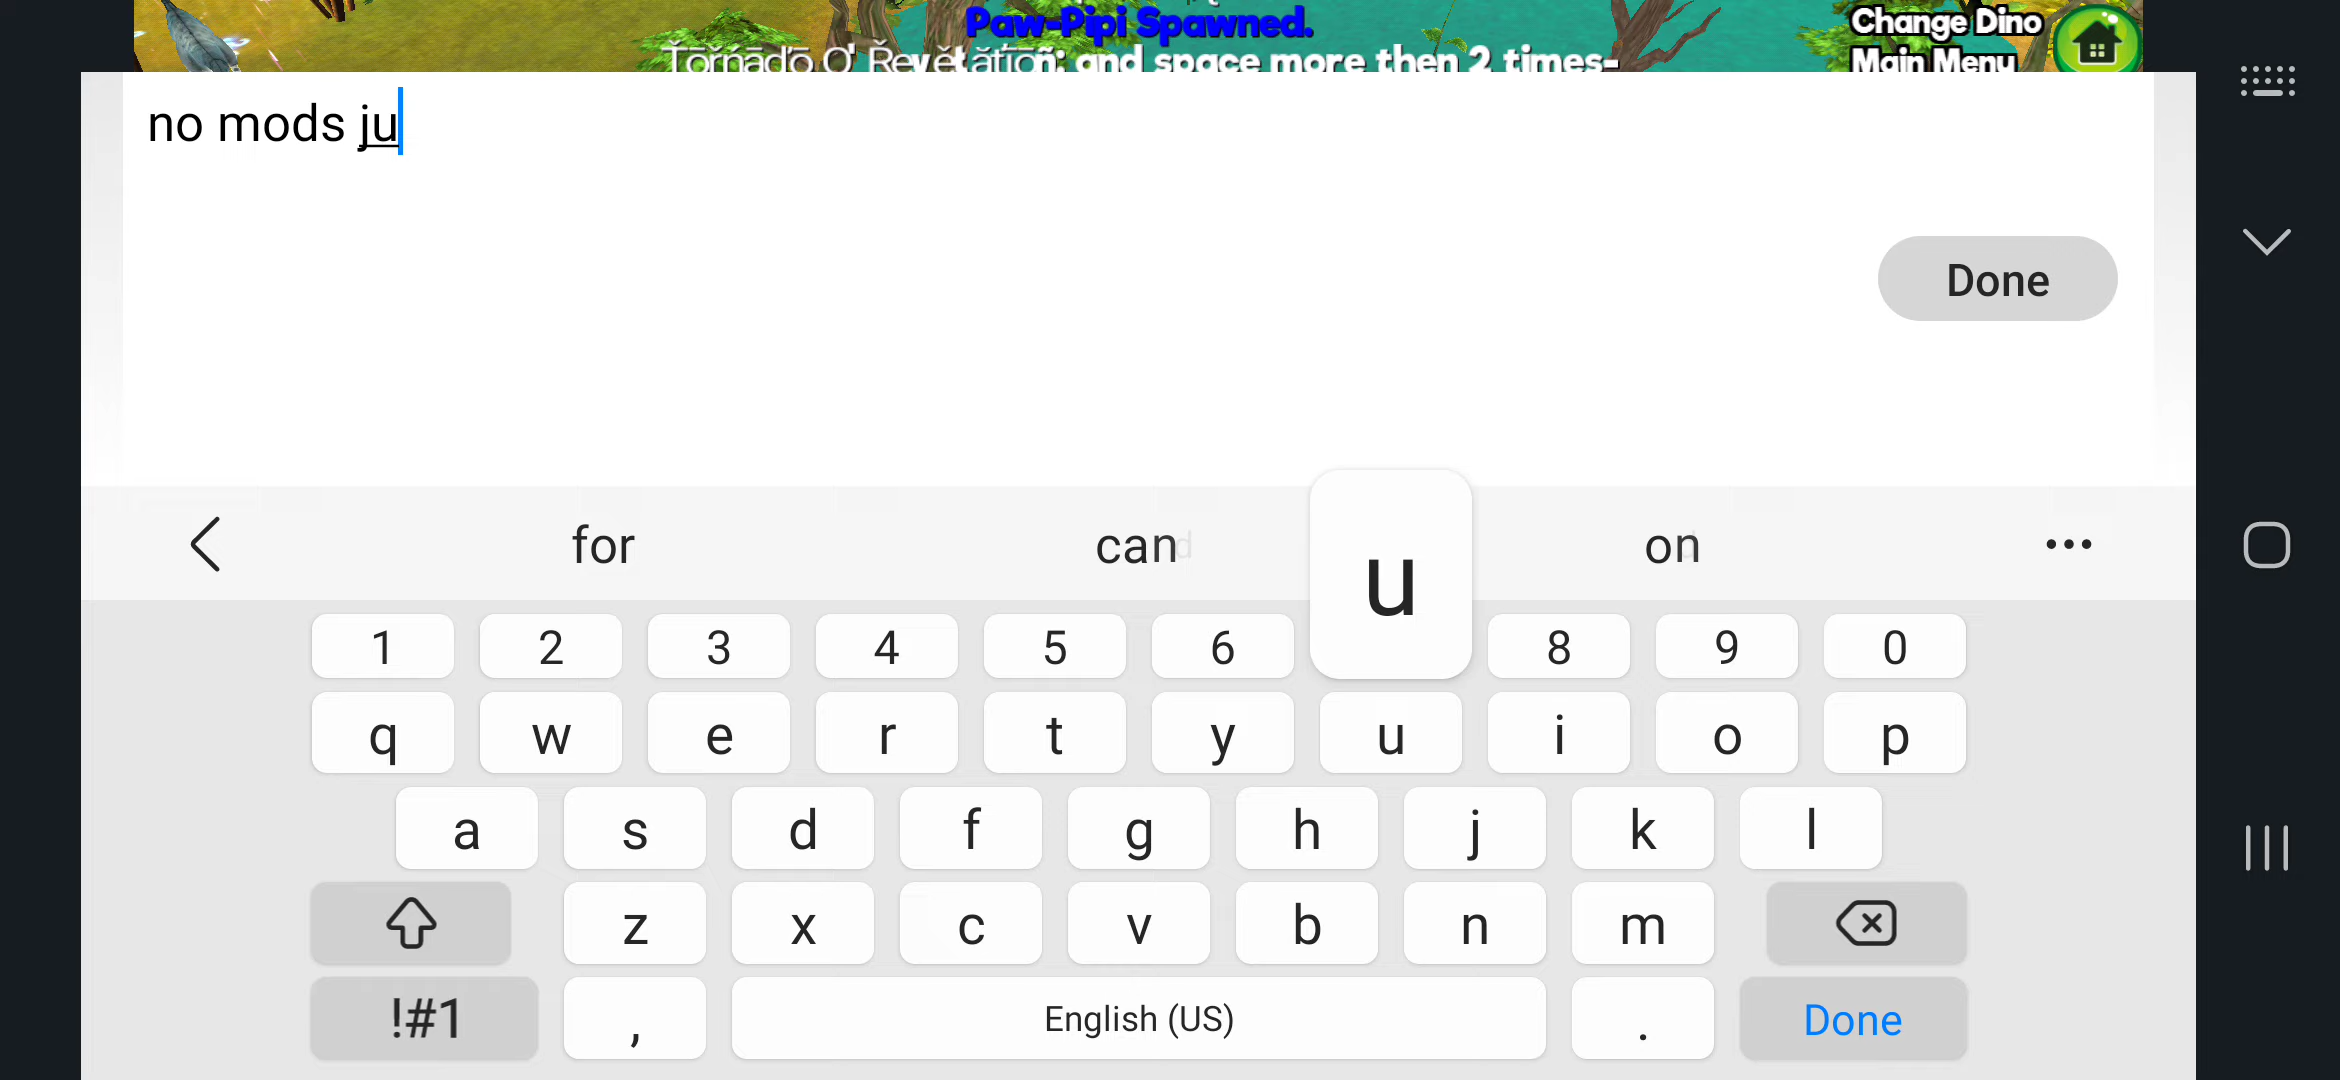 Paw-Pipi Spawned.
Change Dino
and space more then 2 times-
Main Menu
no mods ju
Done
for can on
u
1 2 3 4 5 6 8 9 0
q w e r t y u i o p
a s d f g h j k l
z x c v b n m
!#1 , English (US) . Done